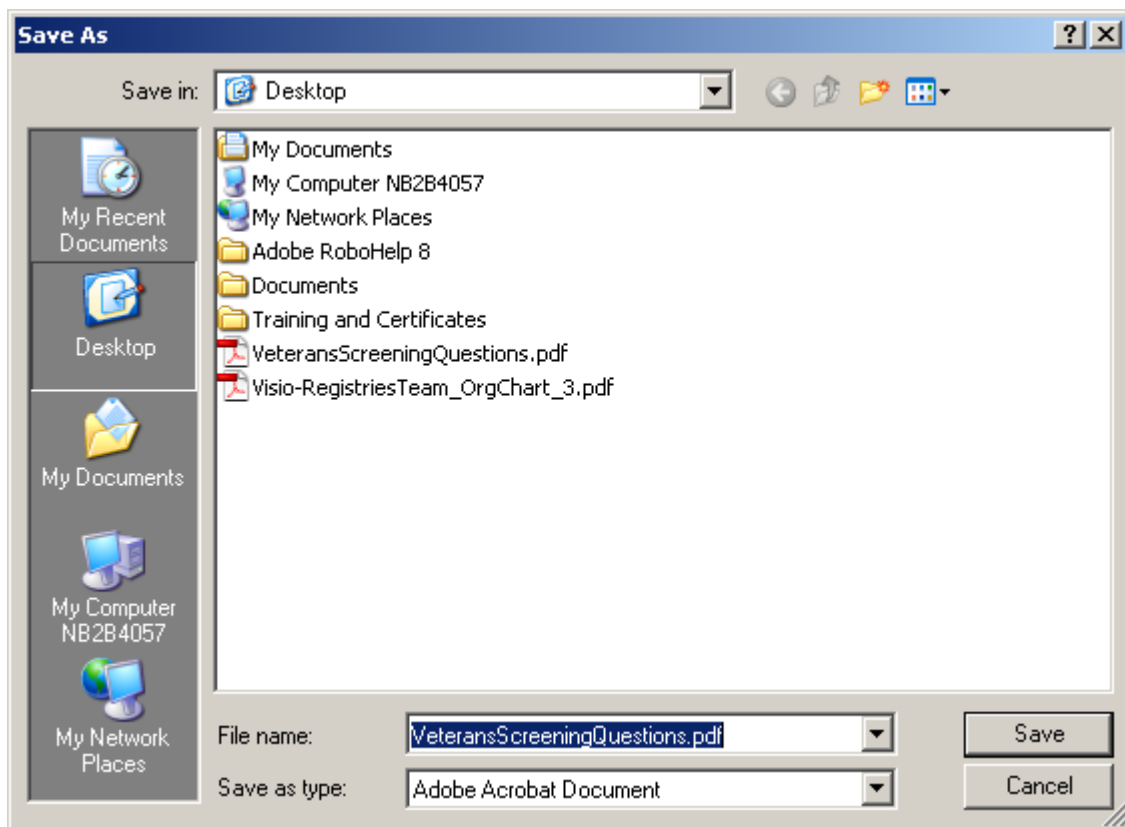 Save As
Save in:
Desktop
My Recent
Documents
Desktop
My Documents
My Computer
NB2B4057
My Network
Places
My Documents
My Computer NB2B4057
My Network Places
Adobe RoboHelp 8
Documents
Training and Certificates
VeteransScreeningQuestions.pdf
Visio-RegistriesTeam_OrgChart_3.pdf
File name:
VeteransScreeningQuestions.pdf
Save
Save as type:
Adobe Acrobat Document
Cancel